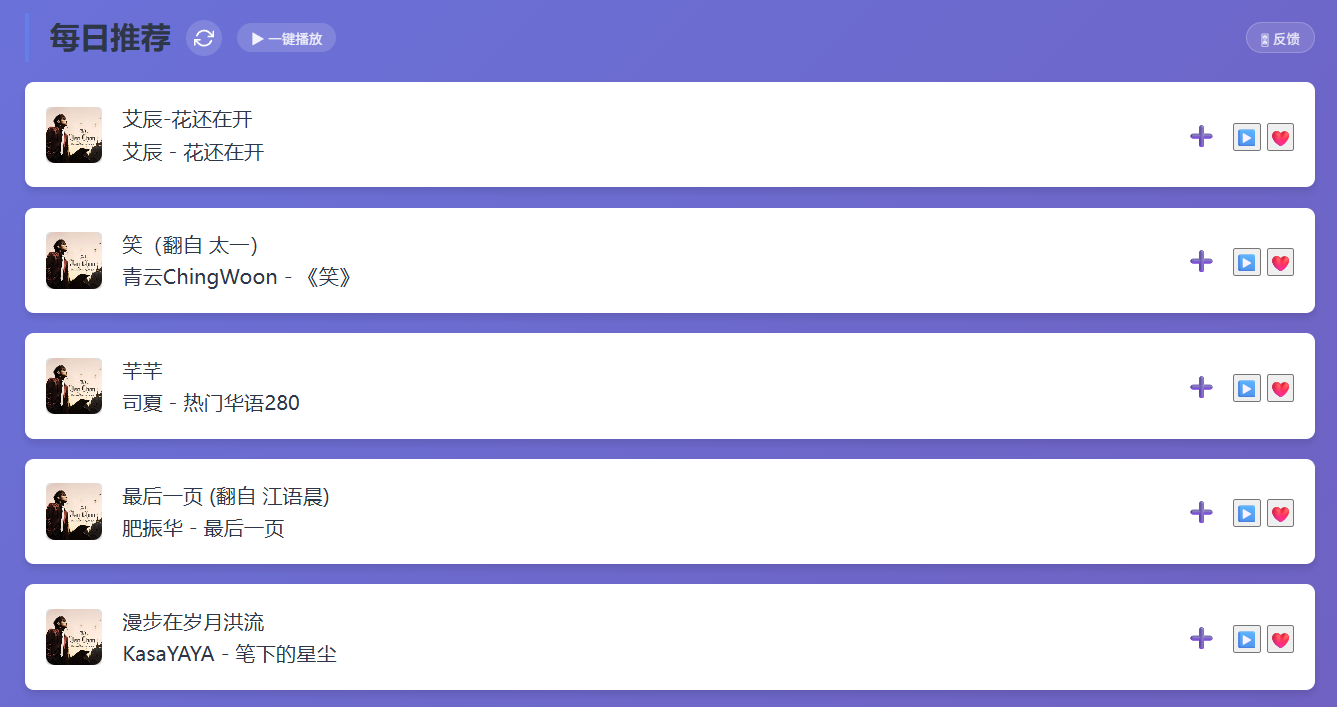 每日推荐
一键播放
反馈
艾辰-花还在开
艾辰 - 花还在开
笑（翻自 太一）
青云ChingWoon - 《笑》
芊芊
司夏 - 热门华语280
最后一页 (翻自 江语晨)
肥振华 - 最后一页
漫步在岁月洪流
KasaYAYA - 笔下的星尘